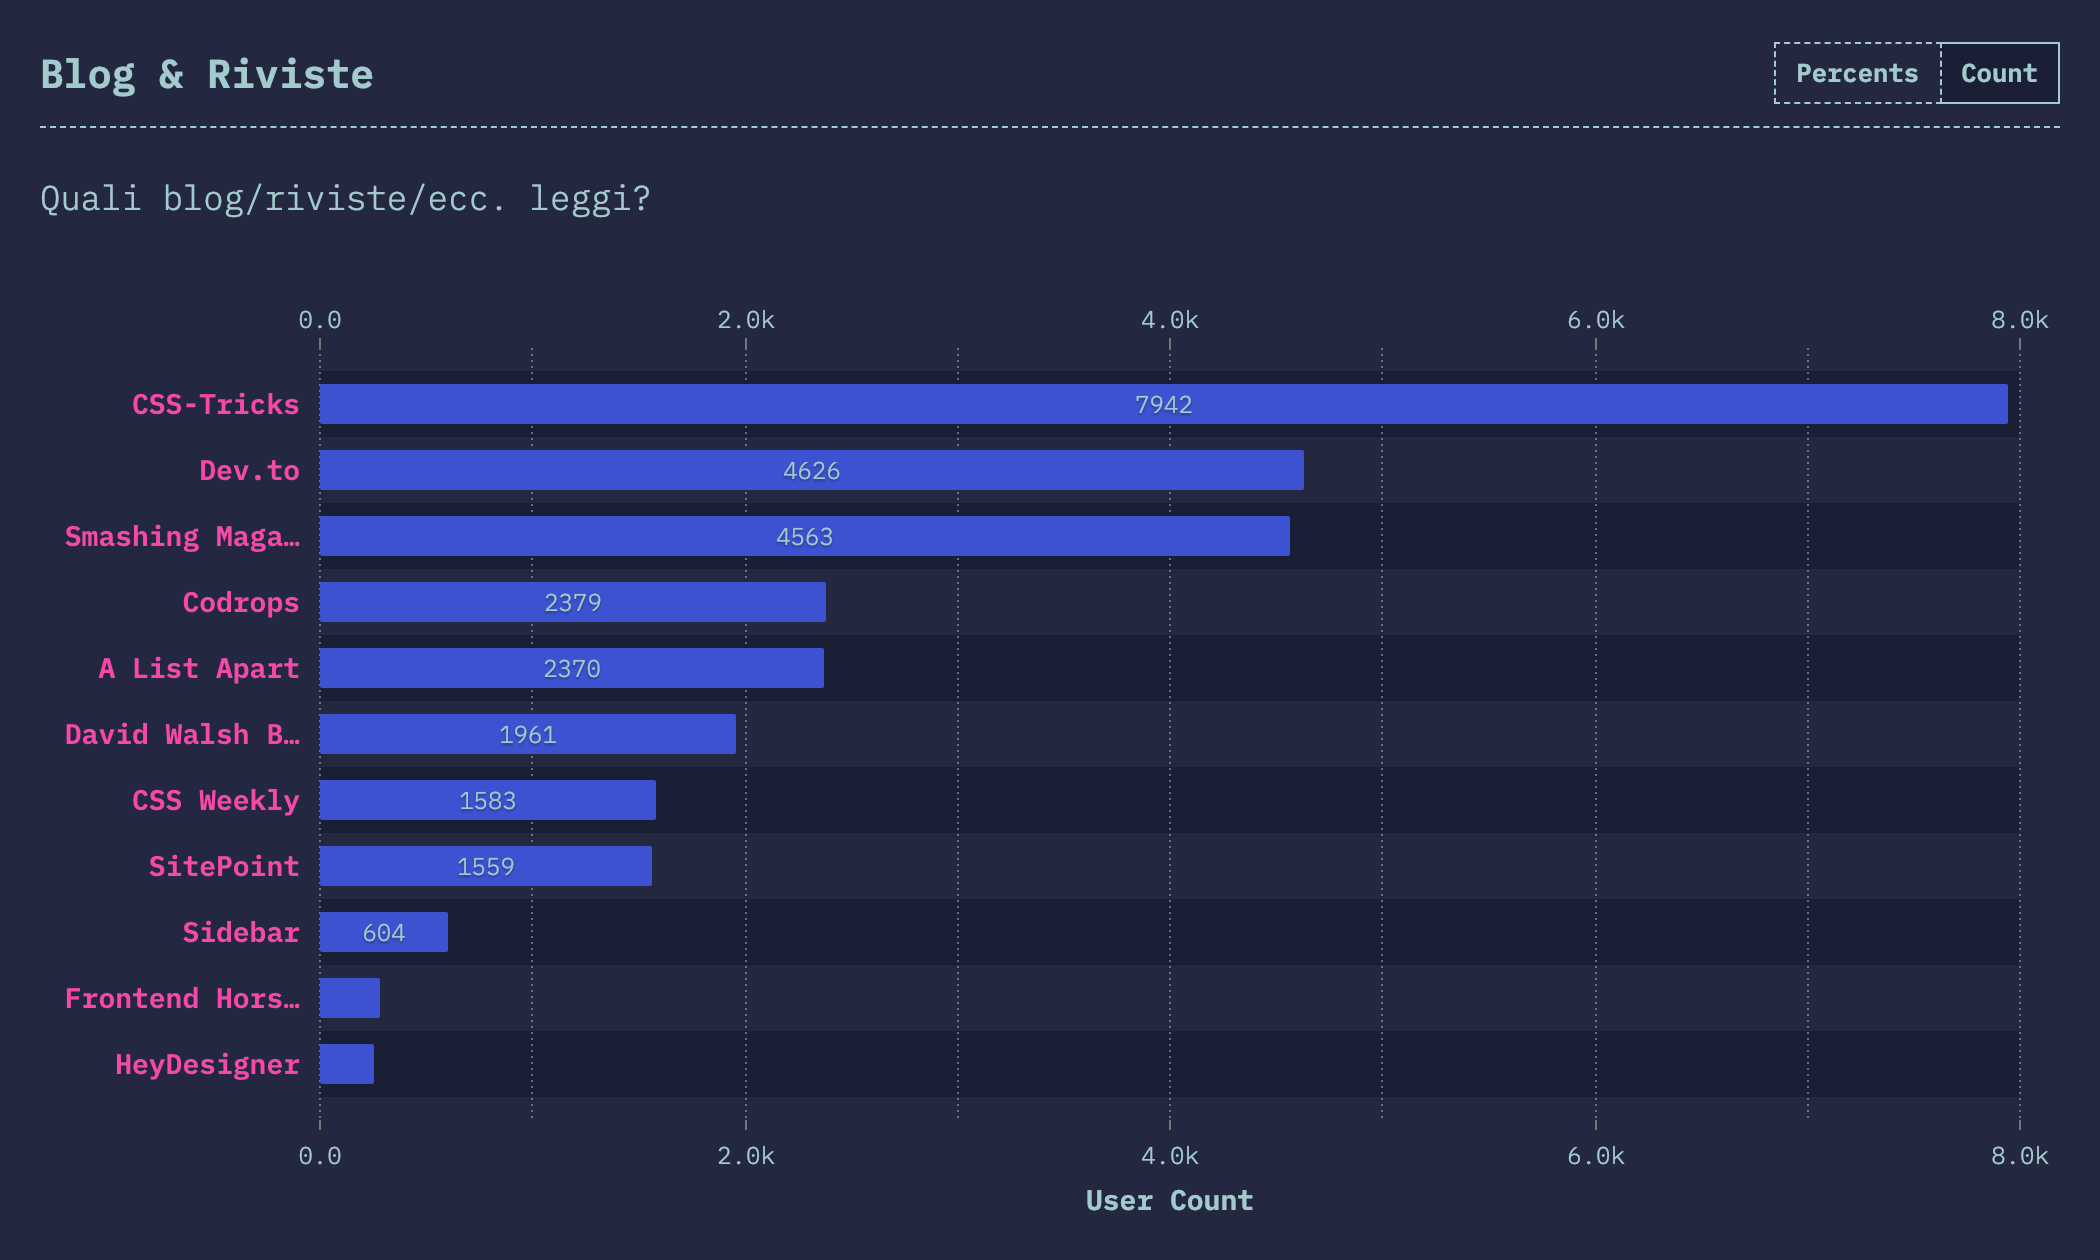 Blog & Riviste
Percents Count
Quali blog/riviste/ecc. leggi?
0.0 2.0k 4.0k 6.0k 8.0k
CSS-Tricks 7942
Dev.to 4626
Smashing Maga… 4563
Codrops 2379
A List Apart 2370
David Walsh B… 1961
CSS Weekly 1583
SitePoint 1559
Sidebar 604
Frontend Hors…
HeyDesigner
0.0 2.0k 4.0k 6.0k 8.0k
User Count